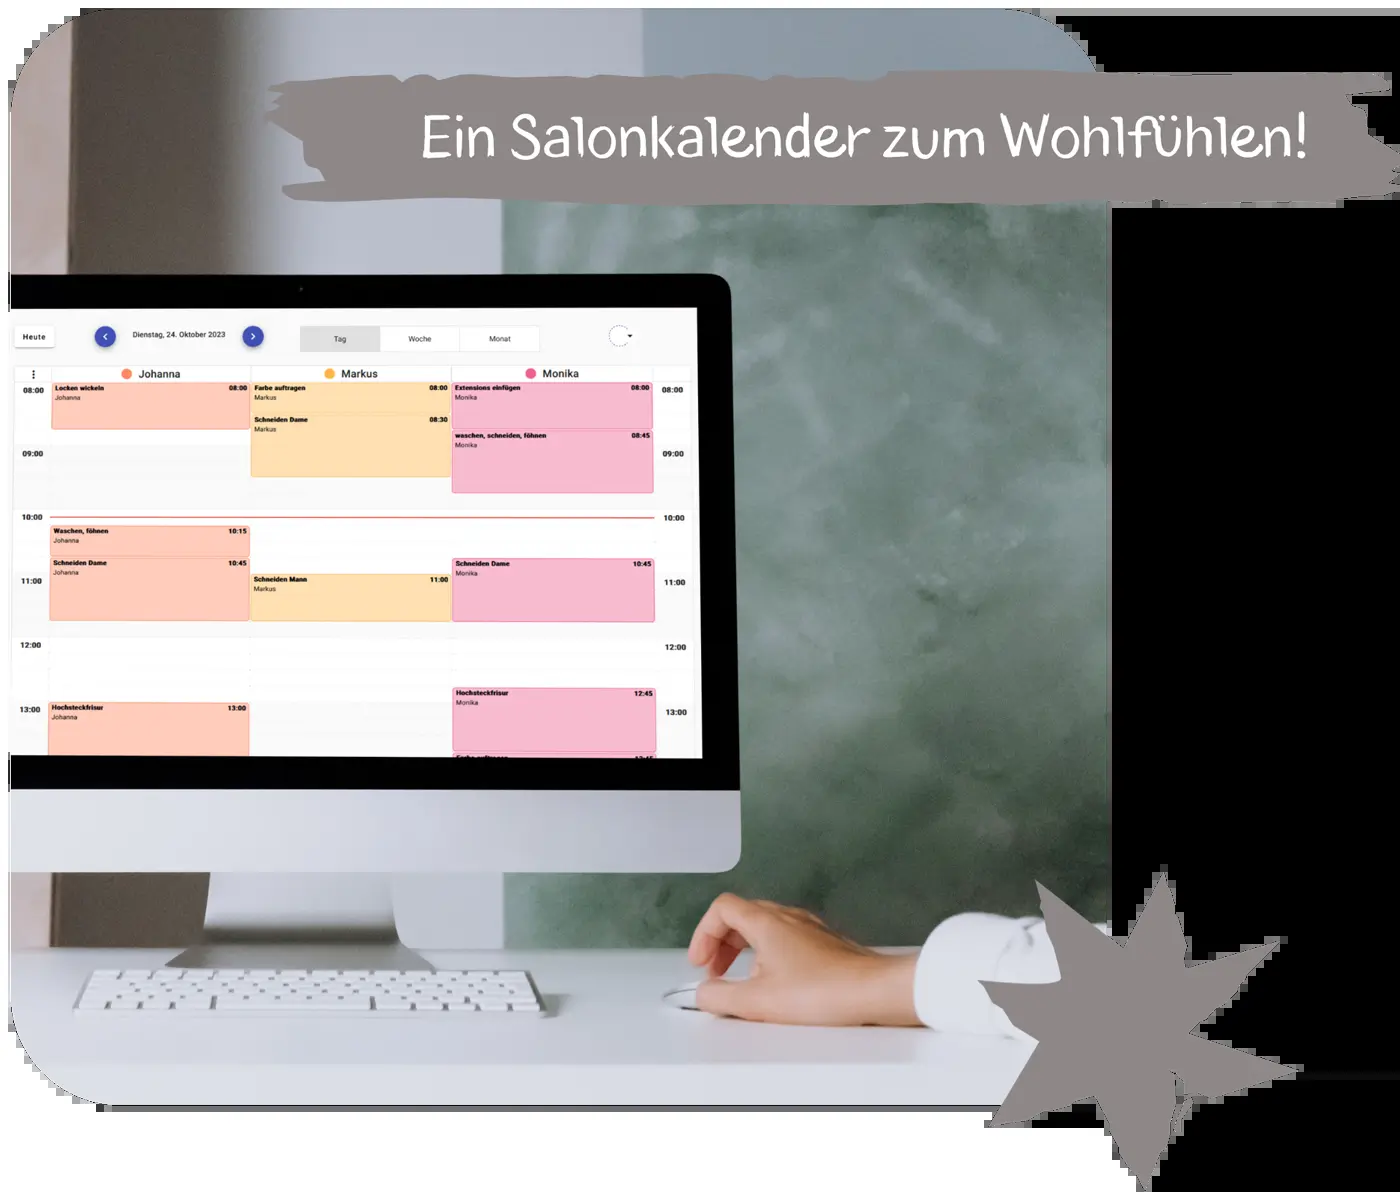 Ein Salonkalender zum Wohlfühlen!
Heute
Dienstag, 24. Oktober 2023
Tag Woche Monat
Johanna Markus Monika
08:00 Locken wickeln 08:00 Farbe auftragen 08:00 Extensions einfügen 08:00 08:00
Johanna Markus Monika
Schneiden Dame 08:30
Markus
waschen, schneiden, föhnen 08:45
Monika
09:00 09:00
10:00 10:00
Waschen, föhnen 10:15
Johanna
Schneiden Dame 10:45 Schneiden Dame 10:45
Johanna Monika
11:00 Schneiden Mann 11:00 11:00
Markus
12:00 12:00
Hochsteckfrisur 12:45
Monika
13:00 Hochsteckfrisur 13:00 13:00
Johanna